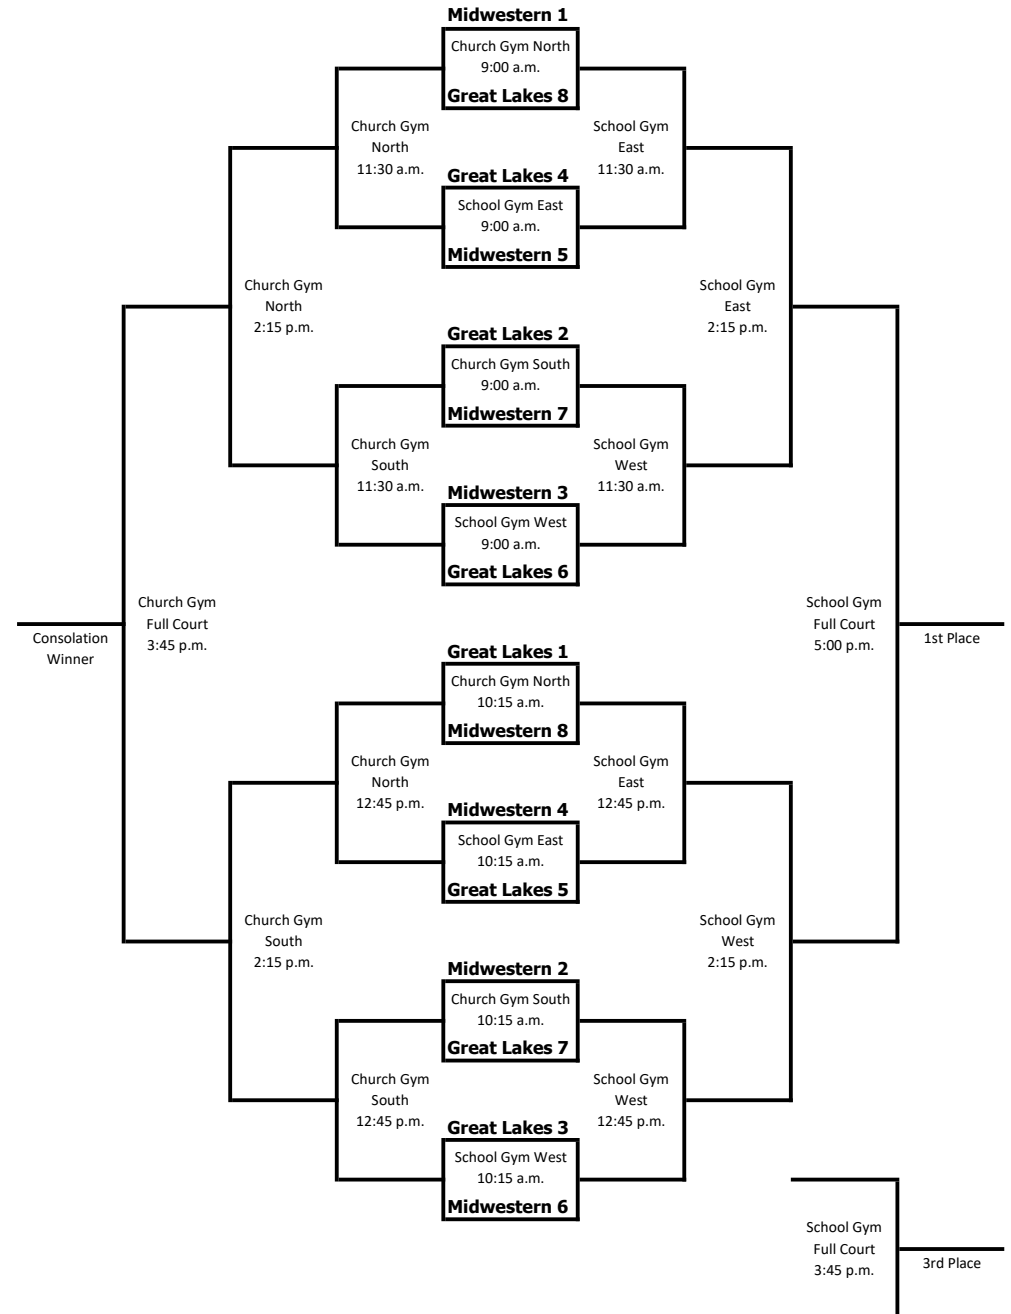 Midwestern 1
Church Gym North
9:00 a.m.
Great Lakes 8
Church Gym
North
11:30 a.m.
School Gym
East
11:30 a.m.
Great Lakes 4
School Gym East
9:00 a.m.
Midwestern 5
Church Gym
North
2:15 p.m.
School Gym
East
2:15 p.m.
Great Lakes 2
Church Gym South
9:00 a.m.
Midwestern 7
Church Gym
South
11:30 a.m.
School Gym
West
11:30 a.m.
Midwestern 3
School Gym West
9:00 a.m.
Great Lakes 6
Consolation
Winner
Church Gym
Full Court
3:45 p.m.
School Gym
Full Court
5:00 p.m.
1st Place
Great Lakes 1
Church Gym North
10:15 a.m.
Midwestern 8
Church Gym
North
12:45 p.m.
School Gym
East
12:45 p.m.
Midwestern 4
School Gym East
10:15 a.m.
Great Lakes 5
Church Gym
South
2:15 p.m.
School Gym
West
2:15 p.m.
Midwestern 2
Church Gym South
10:15 a.m.
Great Lakes 7
Church Gym
South
12:45 p.m.
School Gym
West
12:45 p.m.
Great Lakes 3
School Gym West
10:15 a.m.
Midwestern 6
School Gym
Full Court
3:45 p.m.
3rd Place